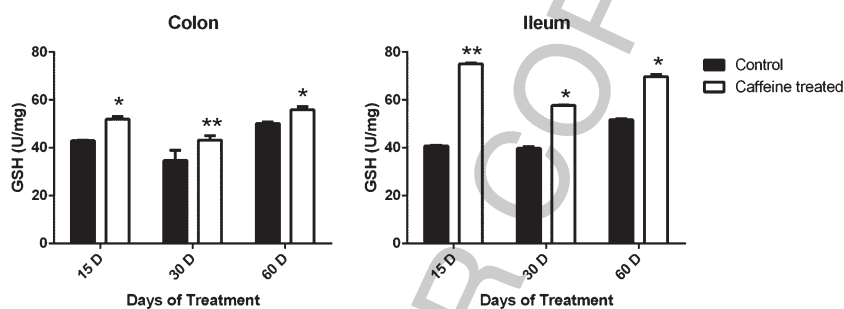 Colon
80
60
40
20
0
GSH (U/mg)
*
**
*
15 D
30 D
60 D
Days of Treatment
Ileum
80
60
40
20
0
GSH (U/mg)
**
*
*
15 D
30 D
60 D
Days of Treatment
Control
Caffeine treated
R COP